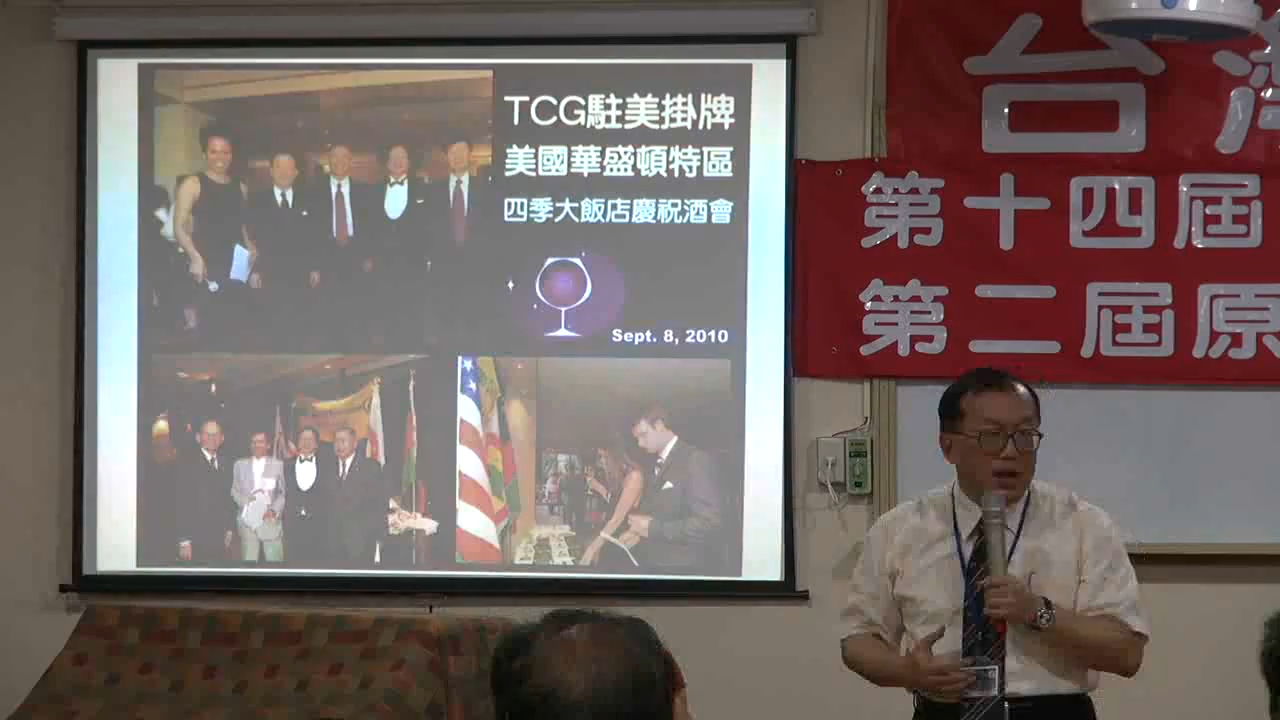 TCG駐美掛牌
美國華盛頓特區
四季大飯店慶祝酒會
Sept. 8, 2010
台灣
第十四屆
第二屆原